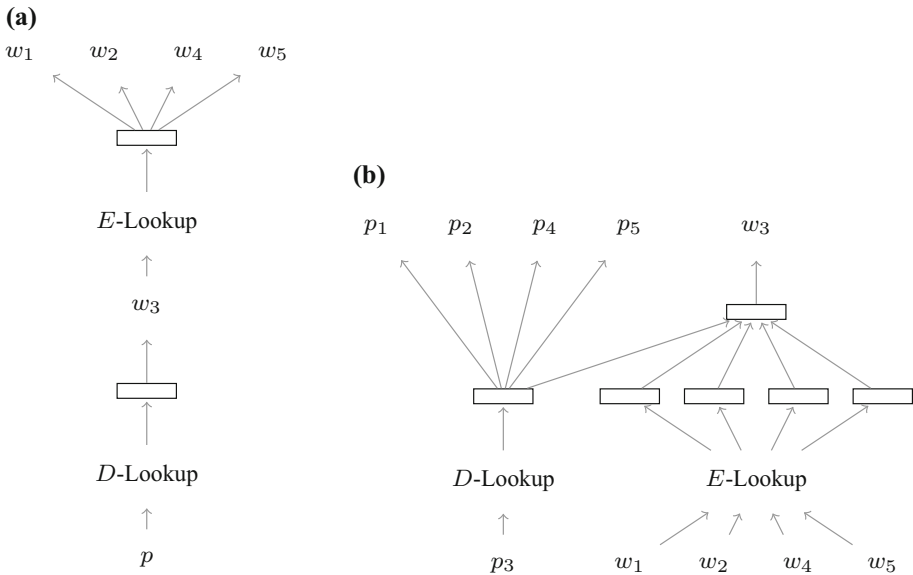 (a)
w₁ w₂ w₄ w₅
E-Lookup
w₃
D-Lookup
p
(b)
p₁ p₂ p₄ p₅ w₃
D-Lookup E-Lookup
p₃ w₁ w₂ w₄ w₅